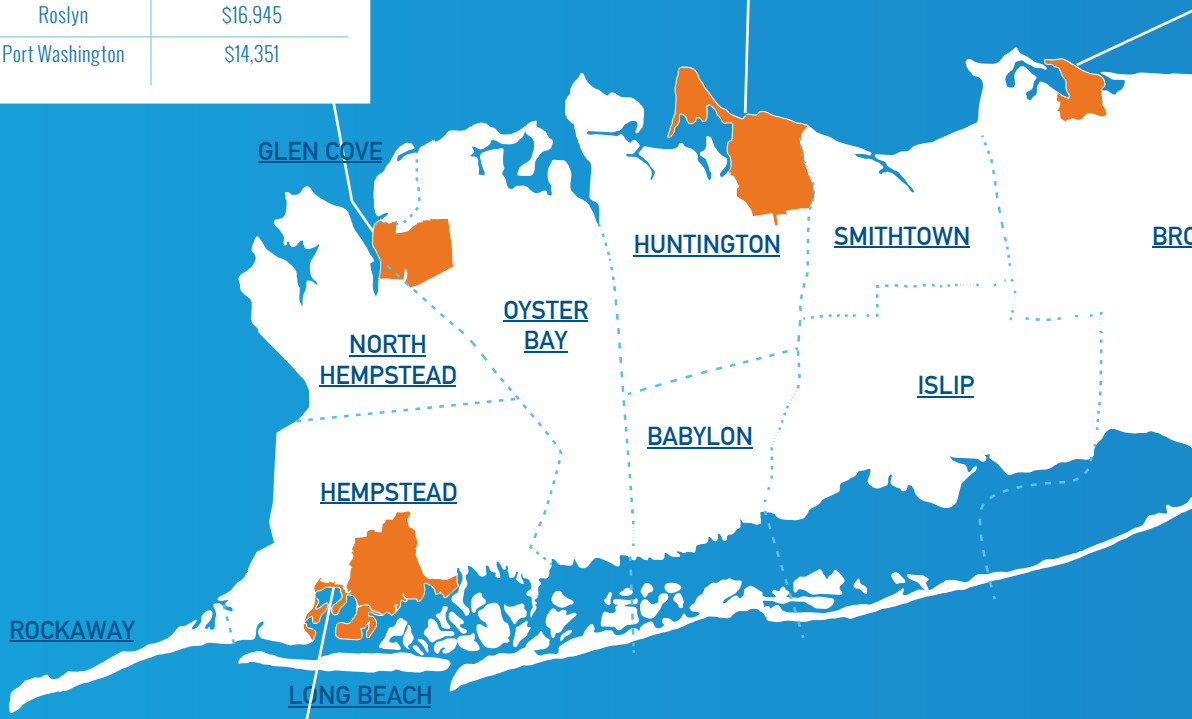 Roslyn $16,945
Port Washington $14,351
GLEN COVE
HUNTINGTON
SMITHTOWN
BRO
OYSTER
BAY
NORTH
HEMPSTEAD
ISLIP
BABYLON
HEMPSTEAD
ROCKAWAY
LONG BEACH